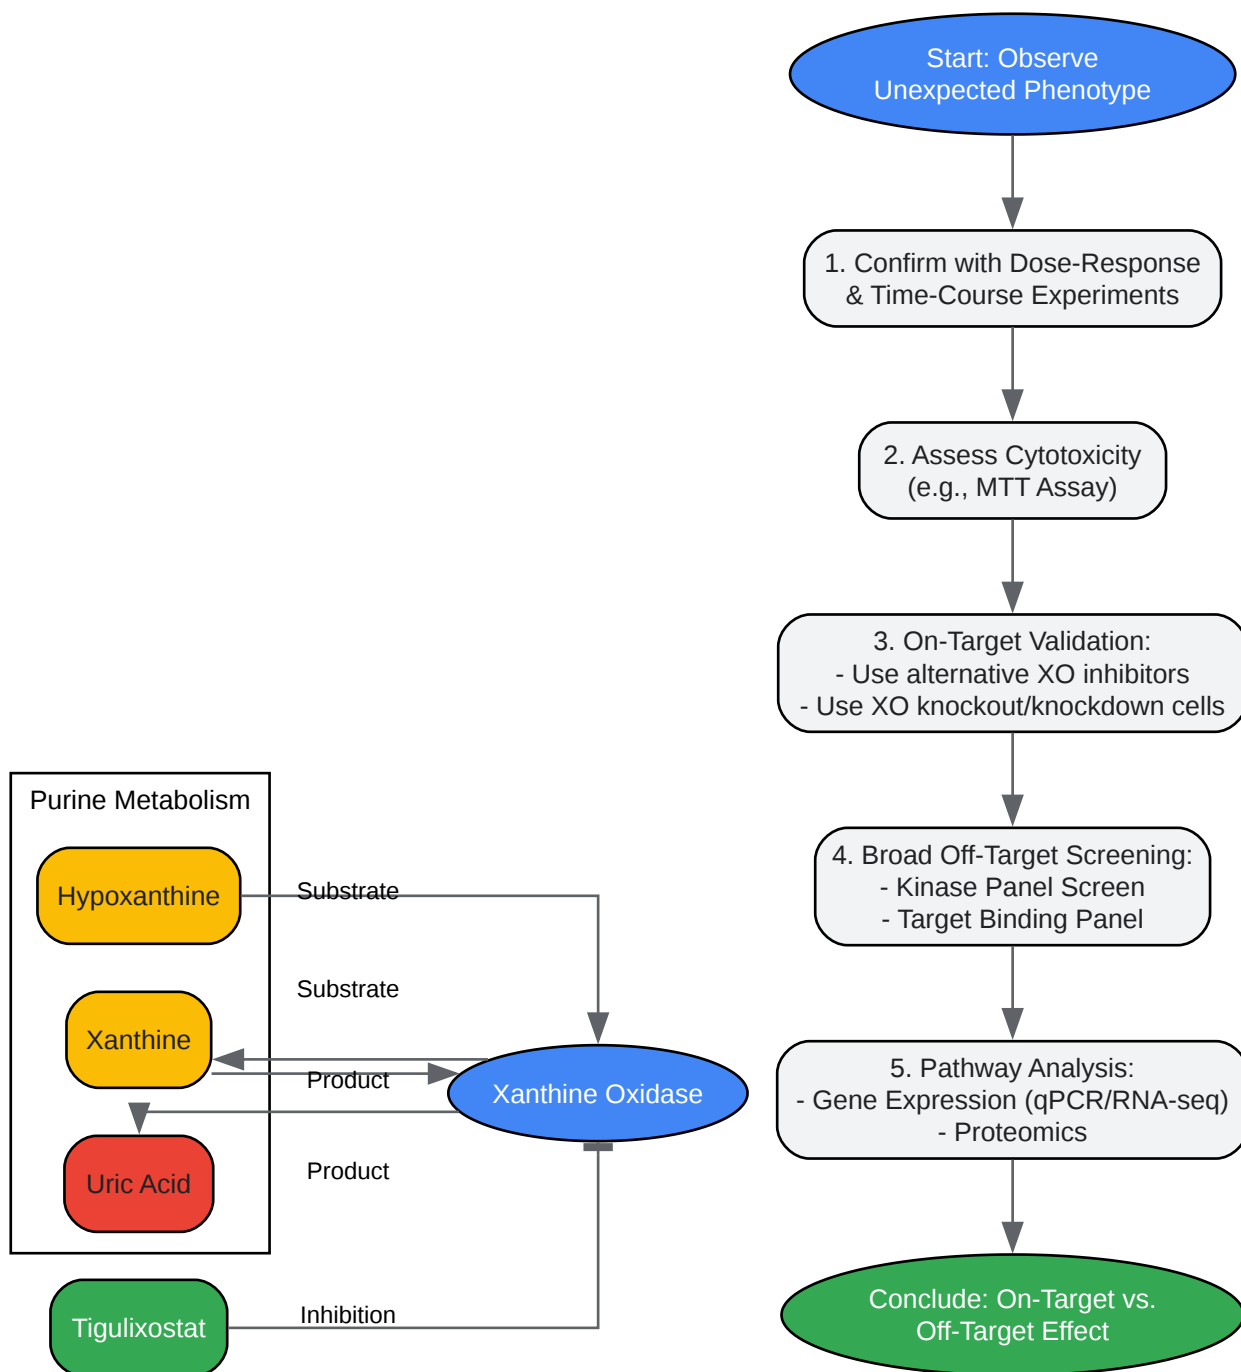 Start: Observe
Unexpected Phenotype
1. Confirm with Dose-Response
& Time-Course Experiments
2. Assess Cytotoxicity
(e.g., MTT Assay)
3. On-Target Validation:
- Use alternative XO inhibitors
- Use XO knockout/knockdown cells
4. Broad Off-Target Screening:
- Kinase Panel Screen
- Target Binding Panel
5. Pathway Analysis:
- Gene Expression (qPCR/RNA-seq)
- Proteomics
Conclude: On-Target vs.
Off-Target Effect
Purine Metabolism
Hypoxanthine
Substrate
Substrate
Xanthine
Product
Xanthine Oxidase
Product
Uric Acid
Tigulixostat
Inhibition